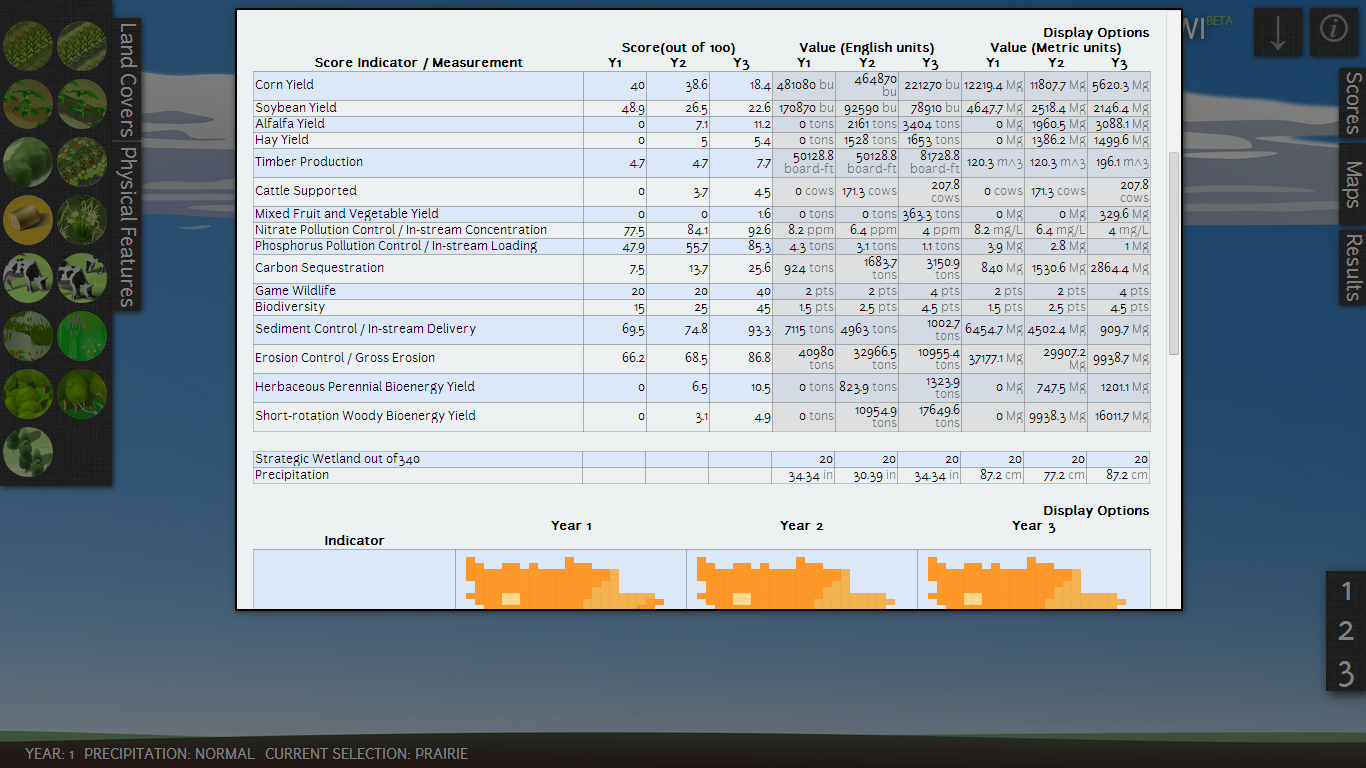 WI BETA
Land Covers
Physical Features
Scores
Maps
Results
Display Options
Score(out of 100) Value (English units) Value (Metric units)
Score Indicator / Measurement Y1 Y2 Y3 Y1 Y2 Y3 Y1 Y2 Y3
Corn Yield 40 38.6 18.4 481080 bu 464870 bu 221270 bu 12219.4 Mg 11807.7 Mg 5620.3 Mg
Soybean Yield 48.9 26.5 22.6 170870 bu 92590 bu 78910 bu 4647.7 Mg 2518.4 Mg 2146.4 Mg
Alfalfa Yield 0 7.1 11.2 0 tons 2161 tons 3404 tons 0 Mg 1960.5 Mg 3088.1 Mg
Hay Yield 0 5 5.4 0 tons 1528 tons 1653 tons 0 Mg 1386.2 Mg 1499.6 Mg
Timber Production 4.7 4.7 7.7 50128.8 board-ft 50128.8 board-ft 81728.8 board-ft 120.3 m^3 120.3 m^3 196.1 m^3
Cattle Supported 0 3.7 4.5 0 cows 171.3 cows 207.8 cows 0 cows 171.3 cows 207.8 cows
Mixed Fruit and Vegetable Yield 0 0 1.6 0 tons 0 tons 363.3 tons 0 Mg 0 Mg 329.6 Mg
Nitrate Pollution Control / In-stream Concentration 77.5 84.1 92.6 8.2 ppm 6.4 ppm 4 ppm 8.2 mg/L 6.4 mg/L 4 mg/L
Phosphorus Pollution Control / In-stream Loading 47.9 55.7 85.3 4.3 tons 3.1 tons 1.1 tons 3.9 Mg 2.8 Mg 1 Mg
Carbon Sequestration 7.5 13.7 25.6 924 tons 1683.7 tons 3150.9 tons 840 Mg 1530.6 Mg 2864.4 Mg
Game Wildlife 20 20 40 2 pts 2 pts 4 pts 2 pts 2 pts 4 pts
Biodiversity 15 25 45 1.5 pts 2.5 pts 4.5 pts 1.5 pts 2.5 pts 4.5 pts
Sediment Control / In-stream Delivery 69.5 74.8 93.3 7115 tons 4963 tons 1002.7 tons 6454.7 Mg 4502.4 Mg 909.7 Mg
Erosion Control / Gross Erosion 66.2 68.5 86.8 40980 tons 32966.5 tons 10955.4 tons 37177.1 Mg 29907.2 Mg 9938.7 Mg
Herbaceous Perennial Bioenergy Yield 0 6.5 10.5 0 tons 823.9 tons 1323.9 tons 0 Mg 747.5 Mg 1201.1 Mg
Short-rotation Woody Bioenergy Yield 0 3.1 4.9 0 tons 10954.9 tons 17649.6 tons 0 Mg 9938.3 Mg 16011.7 Mg
Strategic Wetland out of340 20 20 20 20 20 20
Precipitation 34.34 in 30.39 in 34.34 in 87.2 cm 77.2 cm 87.2 cm
Display Options
Indicator Year 1 Year 2 Year 3
1
2
3
YEAR: 1 PRECIPITATION: NORMAL CURRENT SELECTION: PRAIRIE